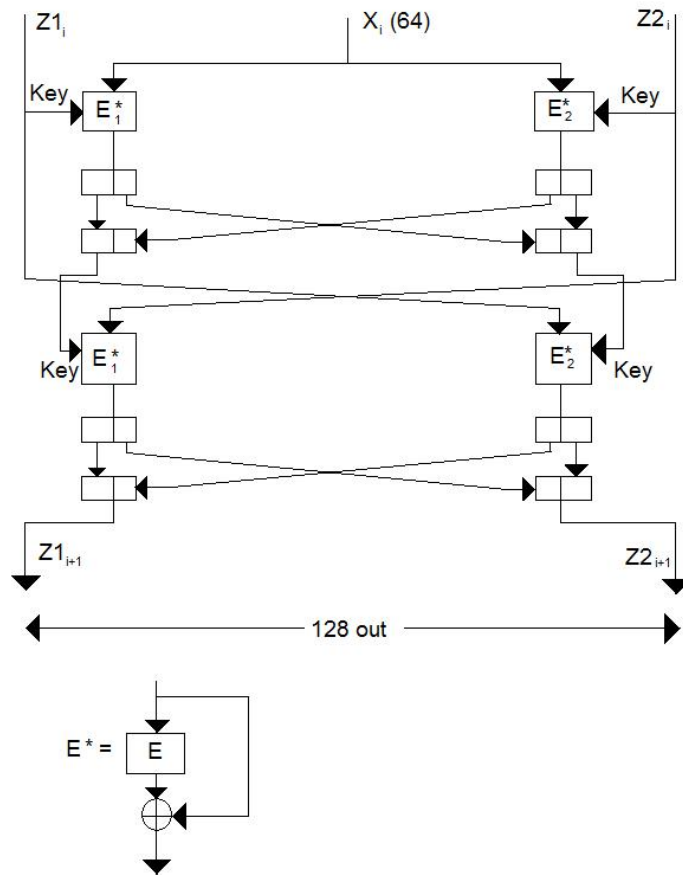 Z1i Xi (64) Z2i
Key Key
E*1 E*2
E*1 E*2
Key Key
Z1i+1 Z2i+1
128 out
E* = E